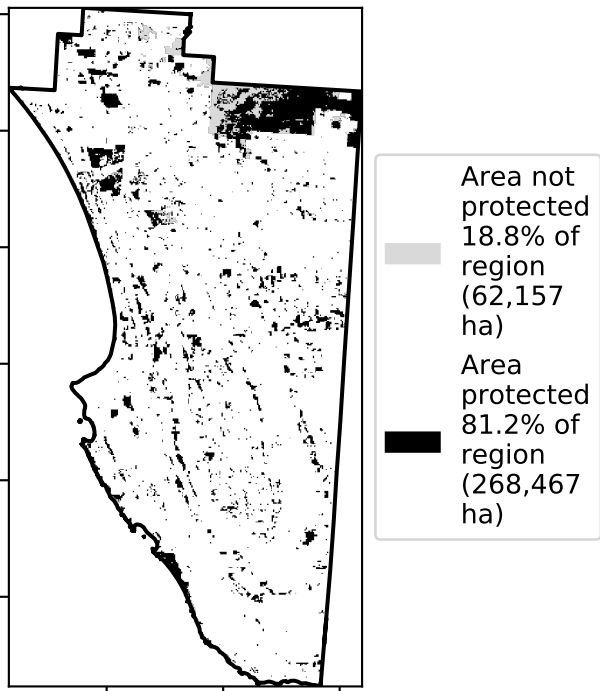 Area not
protected
18.8% of
region
(62,157
ha)
Area
protected
81.2% of
region
(268,467
ha)